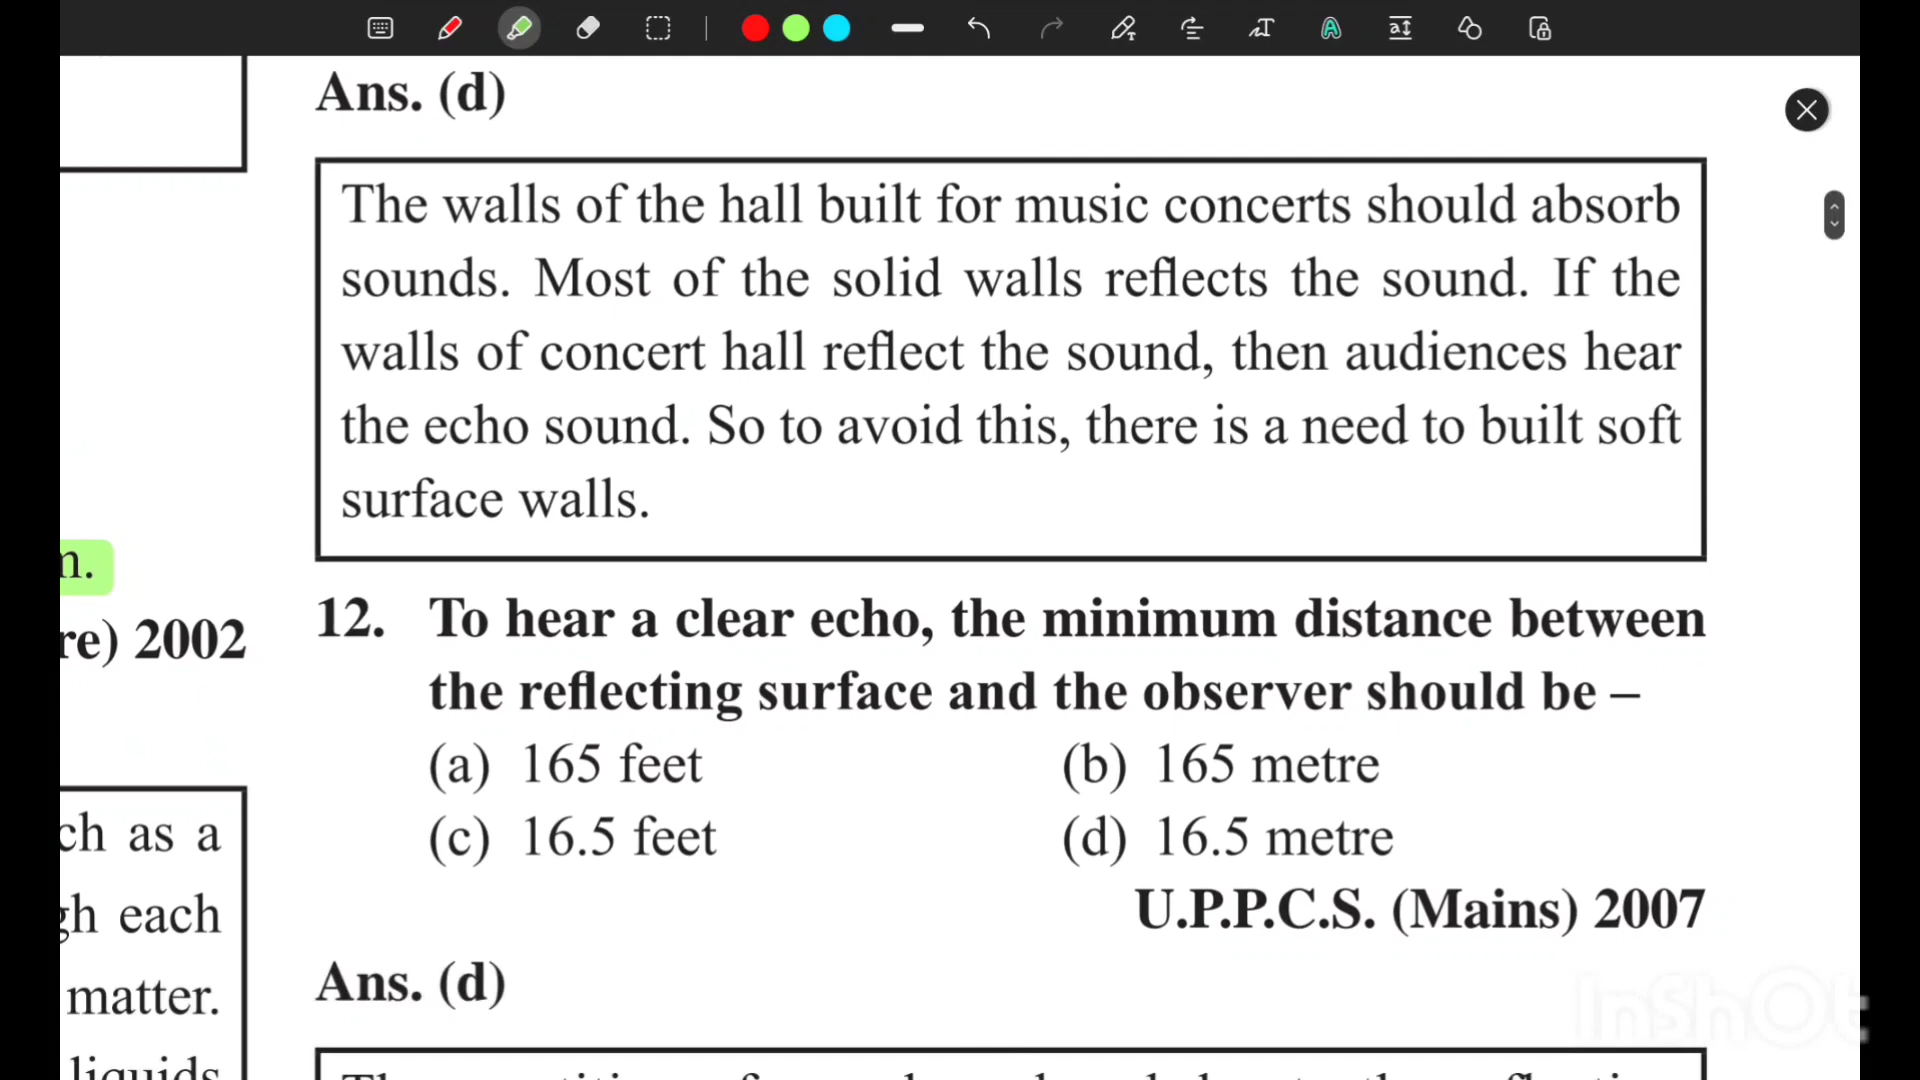 Ans. (d)
The walls of the hall built for music concerts should absorb
sounds. Most of the solid walls reflects the sound. If the
walls of concert hall reflect the sound, then audiences hear
the echo sound. So to avoid this, there is a need to built soft
surface walls.
12. To hear a clear echo, the minimum distance between
the reflecting surface and the observer should be –
(a) 165 feet (b) 165 metre
(c) 16.5 feet (d) 16.5 metre
U.P.P.C.S. (Mains) 2007
Ans. (d)
2002
ch as a
gh each
matter.
liquids
InShOt